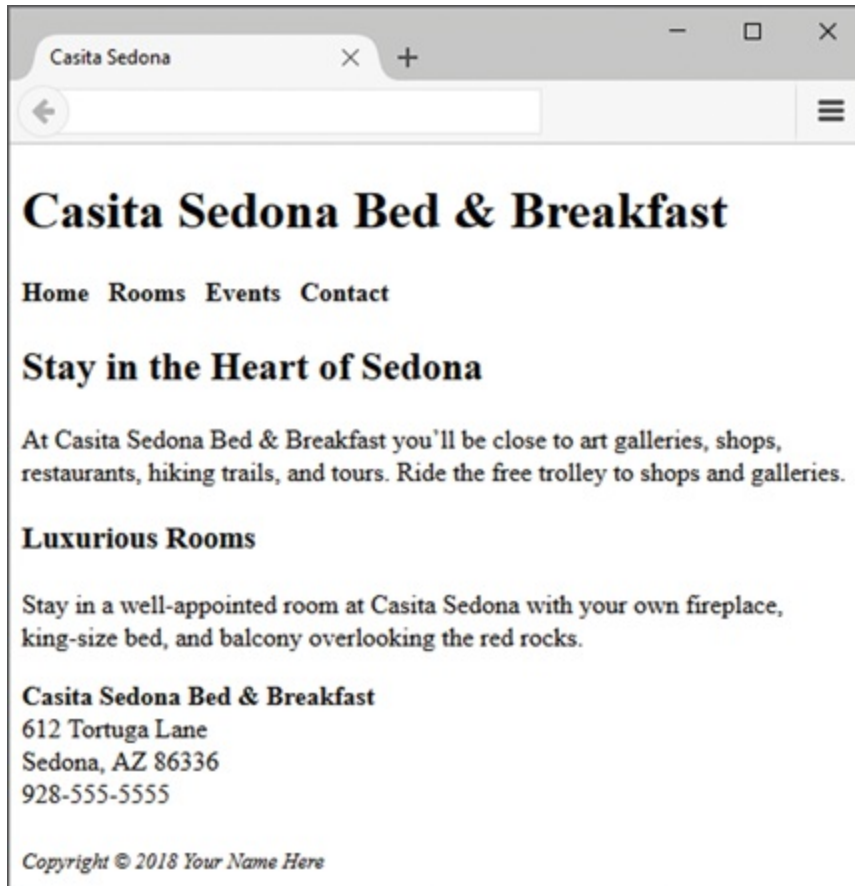 Casita Sedona
Casita Sedona Bed & Breakfast
Home Rooms Events Contact
Stay in the Heart of Sedona
At Casita Sedona Bed & Breakfast you`ll be close to art galleries, shops,
restaurants, hiking trails, and tours. Ride the free trolley to shops and galleries.
Luxurious Rooms
Stay in a well-appointed room at Casita Sedona with your own fireplace,
king-size bed, and balcony overlooking the red rocks.
Casita Sedona Bed & Breakfast
612 Tortuga Lane
Sedona, AZ 86336
928-555-5555
Copyright © 2018 Your Name Here